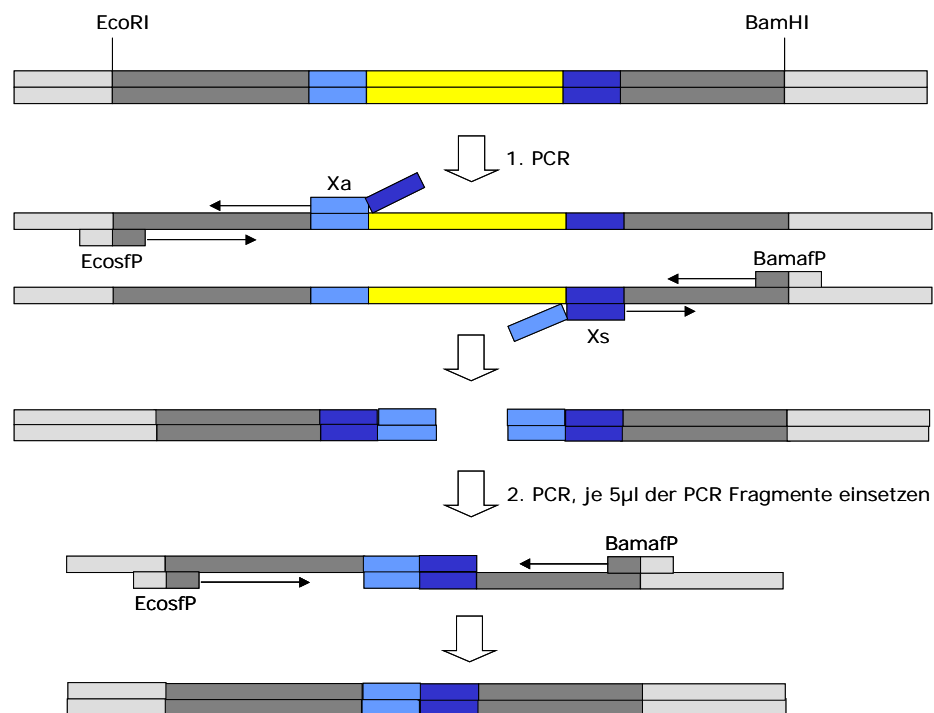 EcoRI
BamHI
1. PCR
Xa
EcosfP
BamafP
Xs
2. PCR, je 5µl der PCR Fragmente einsetzen
BamafP
EcosfP